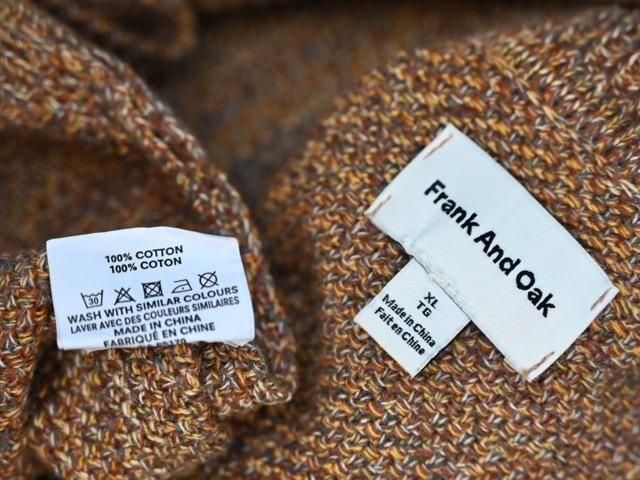 100% COTTON
100% COTON
30
WASH WITH SIMILAR COLOURS
LAVER AVEC DES COULEURS SIMILAIRES
MADE IN CHINA
FABRIQUÉ EN CHINE
Frank And Oak
XL
TG
Made in China
Fait en Chine